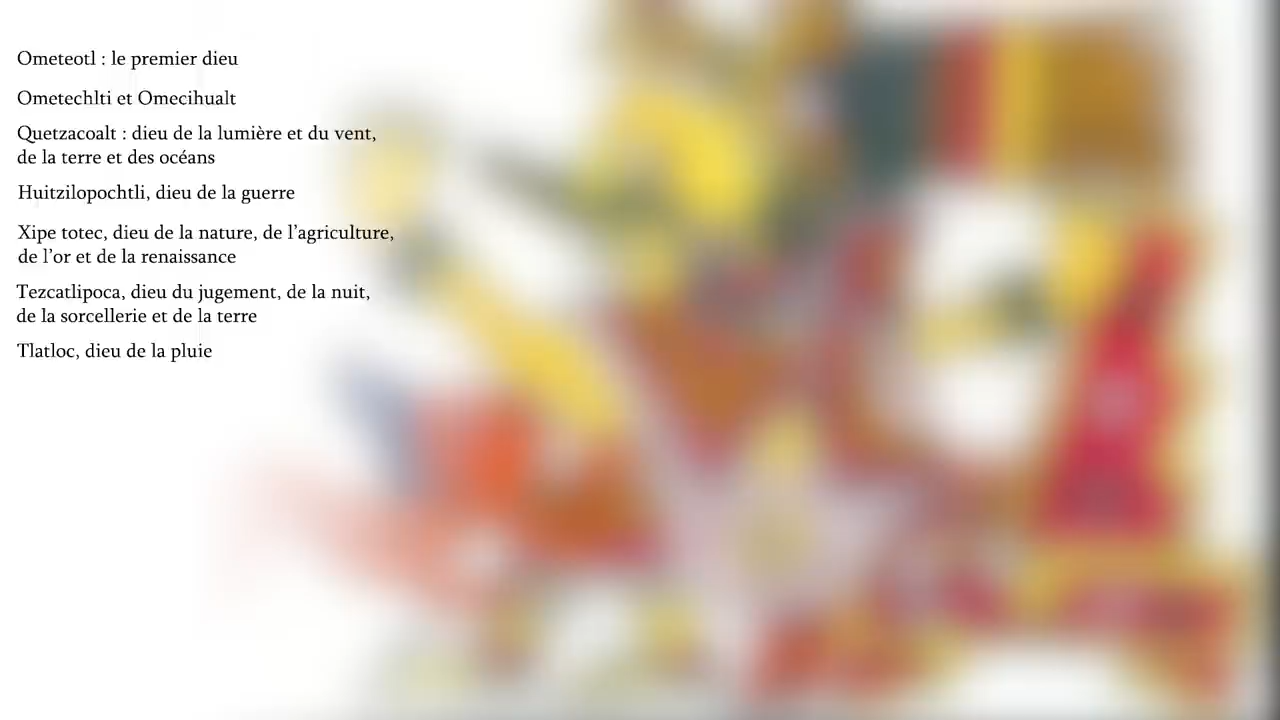 Ometeotl : le premier dieu
Ometechlti et Omecihualt
Quetzacoalt : dieu de la lumière et du vent,
de la terre et des océans
Huitzilopochtli, dieu de la guerre
Xipe totec, dieu de la nature, de l’agriculture,
de l’or et de la renaissance
Tezcatlipoca, dieu du jugement, de la nuit,
de la sorcellerie et de la terre
Tlatloc, dieu de la pluie